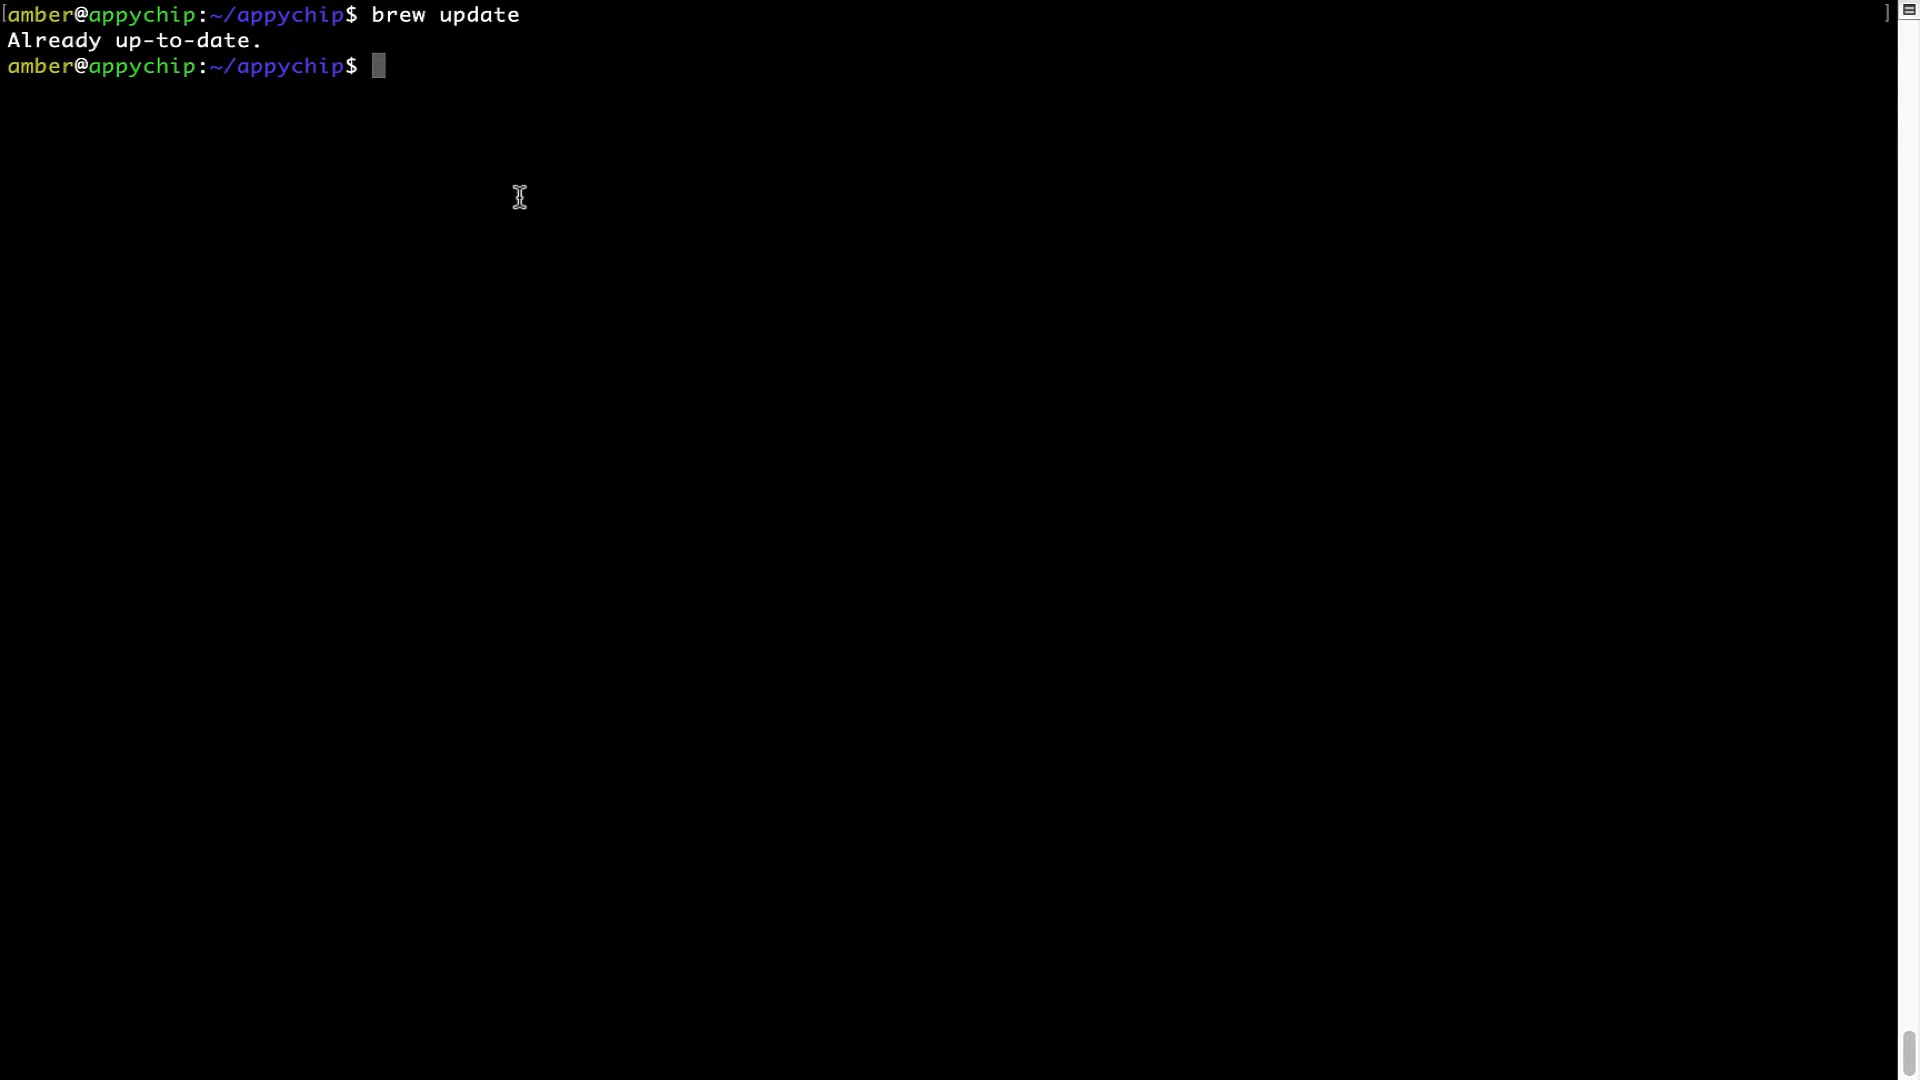 [amber@appychip:~/appychip$ brew update ]
Already up-to-date.
amber@appychip:~/appychip$